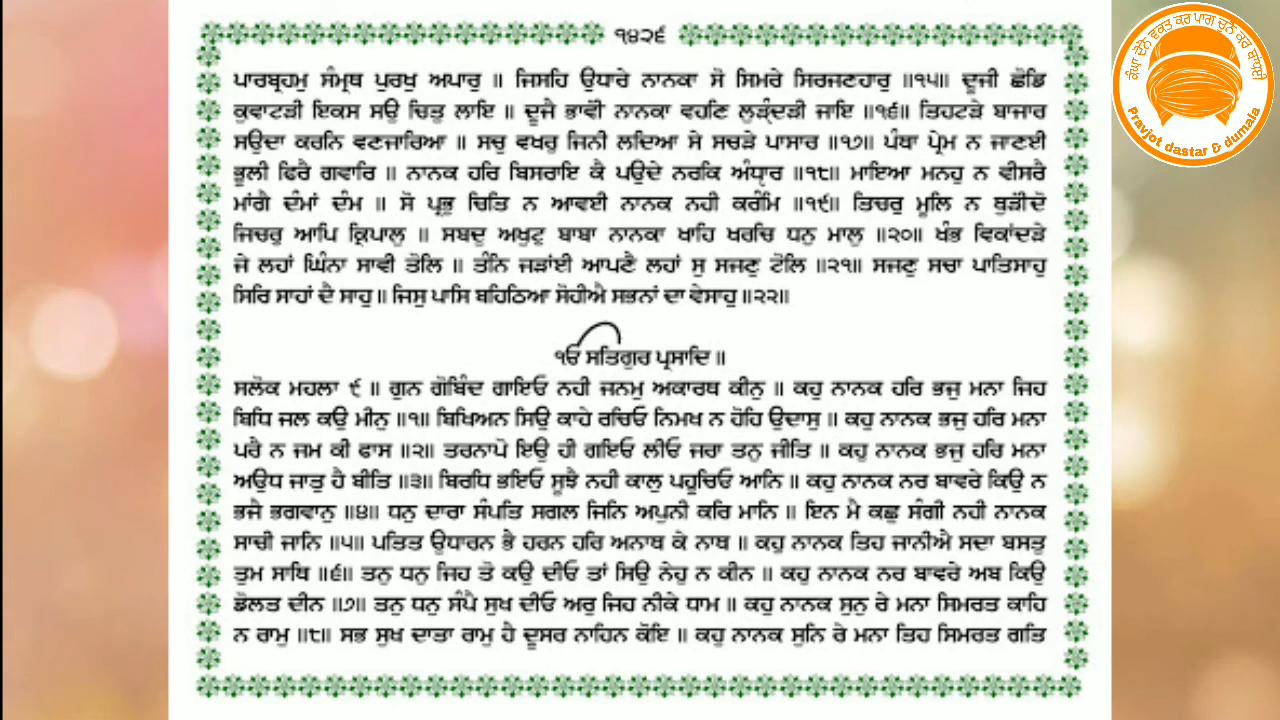 ੧੪੨੬
ਪਾਰਬ੍ਰਹਮੁ ਸੰਮ੍ਰਥ ਪੁਰਖੁ ਅਪਾਰੁ ॥ ਜਿਸਹਿ ਉਧਾਰੇ ਨਾਨਕਾ ਸੋ ਸਿਮਰੇ ਸਿਰਜਣਹਾਰੁ ॥੧੫॥ ਦੂਜੀ ਛੋਡਿ
ਕੁਵਾਟੜੀ ਇਕਸ ਸਉ ਚਿਤੁ ਲਾਇ ॥ ਦੂਜੈ ਭਾਵੀਂ ਨਾਨਕਾ ਵਹਣਿ ਲੁੜ੍ਹੰਦੜੀ ਜਾਇ ॥੧੬॥ ਤਿਹਟੜੇ ਬਾਜਾਰ
ਸਉਦਾ ਕਰਨਿ ਵਣਜਾਰਿਆ ॥ ਸਚੁ ਵਖਰੁ ਜਿਨੀ ਲਦਿਆ ਸੇ ਸਚੜੇ ਪਾਸਾਰ ॥੧੭॥ ਪੰਥਾ ਪ੍ਰੇਮ ਨ ਜਾਣਈ
ਭੂਲੀ ਫਿਰੈ ਗਵਾਰਿ ॥ ਨਾਨਕ ਹਰਿ ਬਿਸਰਾਇ ਕੈ ਪਉਦੇ ਨਰਕਿ ਅੰਧ੍ਯਾਰ ॥੧੮॥ ਮਾਇਆ ਮਨਹੁ ਨ ਵੀਸਰੈ
ਮਾਂਗੈ ਦੰਮਾਂ ਦੰਮ ॥ ਸੋ ਪ੍ਰਭੁ ਚਿਤਿ ਨ ਆਵਈ ਨਾਨਕ ਨਹੀ ਕਰੰਮਿ ॥੧੯॥ ਤਿਚਰੁ ਮੂਲਿ ਨ ਥੁੜੀਂਦੋ
ਜਿਚਰੁ ਆਪਿ ਕ੍ਰਿਪਾਲੁ ॥ ਸਬਦੁ ਅਖੁਟੁ ਬਾਬਾ ਨਾਨਕਾ ਖਾਹਿ ਖਰਚਿ ਧਨੁ ਮਾਲੁ ॥੨੦॥ ਖੰਭ ਵਿਕਾਂਦੜੇ
ਜੇ ਲਹਾਂ ਘਿੰਨਾ ਸਾਵੀ ਤੋਲਿ ॥ ਤੰਨਿ ਜੜਾਂਈ ਆਪਣੈ ਲਹਾਂ ਸੁ ਸਜਣੁ ਟੋਲਿ ॥੨੧॥ ਸਜਣੁ ਸਚਾ ਪਾਤਿਸਾਹੁ
ਸਿਰਿ ਸਾਹਾਂ ਦੈ ਸਾਹੁ ॥ ਜਿਸੁ ਪਾਸਿ ਬਹਿਠਿਆ ਸੋਹੀਐ ਸਭਨਾਂ ਦਾ ਵੇਸਾਹੁ ॥੨੨॥
ੴ ਸਤਿਗੁਰ ਪ੍ਰਸਾਦਿ ॥
ਸਲੋਕ ਮਹਲਾ ੯ ॥ ਗੁਨ ਗੋਬਿੰਦ ਗਾਇਓ ਨਹੀ ਜਨਮੁ ਅਕਾਰਥ ਕੀਨੁ ॥ ਕਹੁ ਨਾਨਕ ਹਰਿ ਭਜੁ ਮਨਾ ਜਿਹ
ਬਿਧਿ ਜਲ ਕਉ ਮੀਨੁ ॥੧॥ ਬਿਖਿਅਨ ਸਿਉ ਕਾਹੇ ਰਚਿਓ ਨਿਮਖ ਨ ਹੋਹਿ ਉਦਾਸੁ ॥ ਕਹੁ ਨਾਨਕ ਭਜੁ ਹਰਿ ਮਨਾ
ਪਰੈ ਨ ਜਮ ਕੀ ਫਾਸ ॥੨॥ ਤਰਨਾਪੋ ਇਉ ਹੀ ਗਇਓ ਲੀਓ ਜਰਾ ਤਨੁ ਜੀਤਿ ॥ ਕਹੁ ਨਾਨਕ ਭਜੁ ਹਰਿ ਮਨਾ
ਅਉਧ ਜਾਤੁ ਹੈ ਬੀਤਿ ॥੩॥ ਬਿਰਧਿ ਭਇਓ ਸੂਝੈ ਨਹੀ ਕਾਲੁ ਪਹੂਚਿਓ ਆਨਿ ॥ ਕਹੁ ਨਾਨਕ ਨਰ ਬਾਵਰੇ ਕਿਉ ਨ
ਭਜੈ ਭਗਵਾਨੁ ॥੪॥ ਧਨੁ ਦਾਰਾ ਸੰਪਤਿ ਸਗਲ ਜਿਨਿ ਅਪੁਨੀ ਕਰਿ ਮਾਨਿ ॥ ਇਨ ਮੈ ਕਛੁ ਸੰਗੀ ਨਹੀ ਨਾਨਕ
ਸਾਚੀ ਜਾਨਿ ॥੫॥ ਪਤਿਤ ਉਧਾਰਨ ਭੈ ਹਰਨ ਹਰਿ ਅਨਾਥ ਕੇ ਨਾਥ ॥ ਕਹੁ ਨਾਨਕ ਤਿਹ ਜਾਨੀਐ ਸਦਾ ਬਸਤੁ
ਤੁਮ ਸਾਥਿ ॥੬॥ ਤਨੁ ਧਨੁ ਜਿਹ ਤੋ ਕਉ ਦੀਓ ਤਾਂ ਸਿਉ ਨੇਹੁ ਨ ਕੀਨ ॥ ਕਹੁ ਨਾਨਕ ਨਰ ਬਾਵਰੇ ਅਬ ਕਿਉ
ਡੋਲਤ ਦੀਨ ॥੭॥ ਤਨੁ ਧਨੁ ਸੰਪੈ ਸੁਖ ਦੀਓ ਅਰੁ ਜਿਹ ਨੀਕੇ ਧਾਮ ॥ ਕਹੁ ਨਾਨਕ ਸੁਨੁ ਰੇ ਮਨਾ ਸਿਮਰਤ ਕਾਹਿ
ਨ ਰਾਮੁ ॥੮॥ ਸਭ ਸੁਖ ਦਾਤਾ ਰਾਮੁ ਹੈ ਦੂਸਰ ਨਾਹਿਨ ਕੋਇ ॥ ਕਹੁ ਨਾਨਕ ਸੁਨਿ ਰੇ ਮਨਾ ਤਿਹ ਸਿਮਰਤ ਗਤਿ
ਕੰਘਾ ਦੋਨੋ ਵਕਤ ਕਰ ਪਾਗ ਚੁਨੈ ਕਰ ਬਾਧਈ
Pravjot dastar & dumala